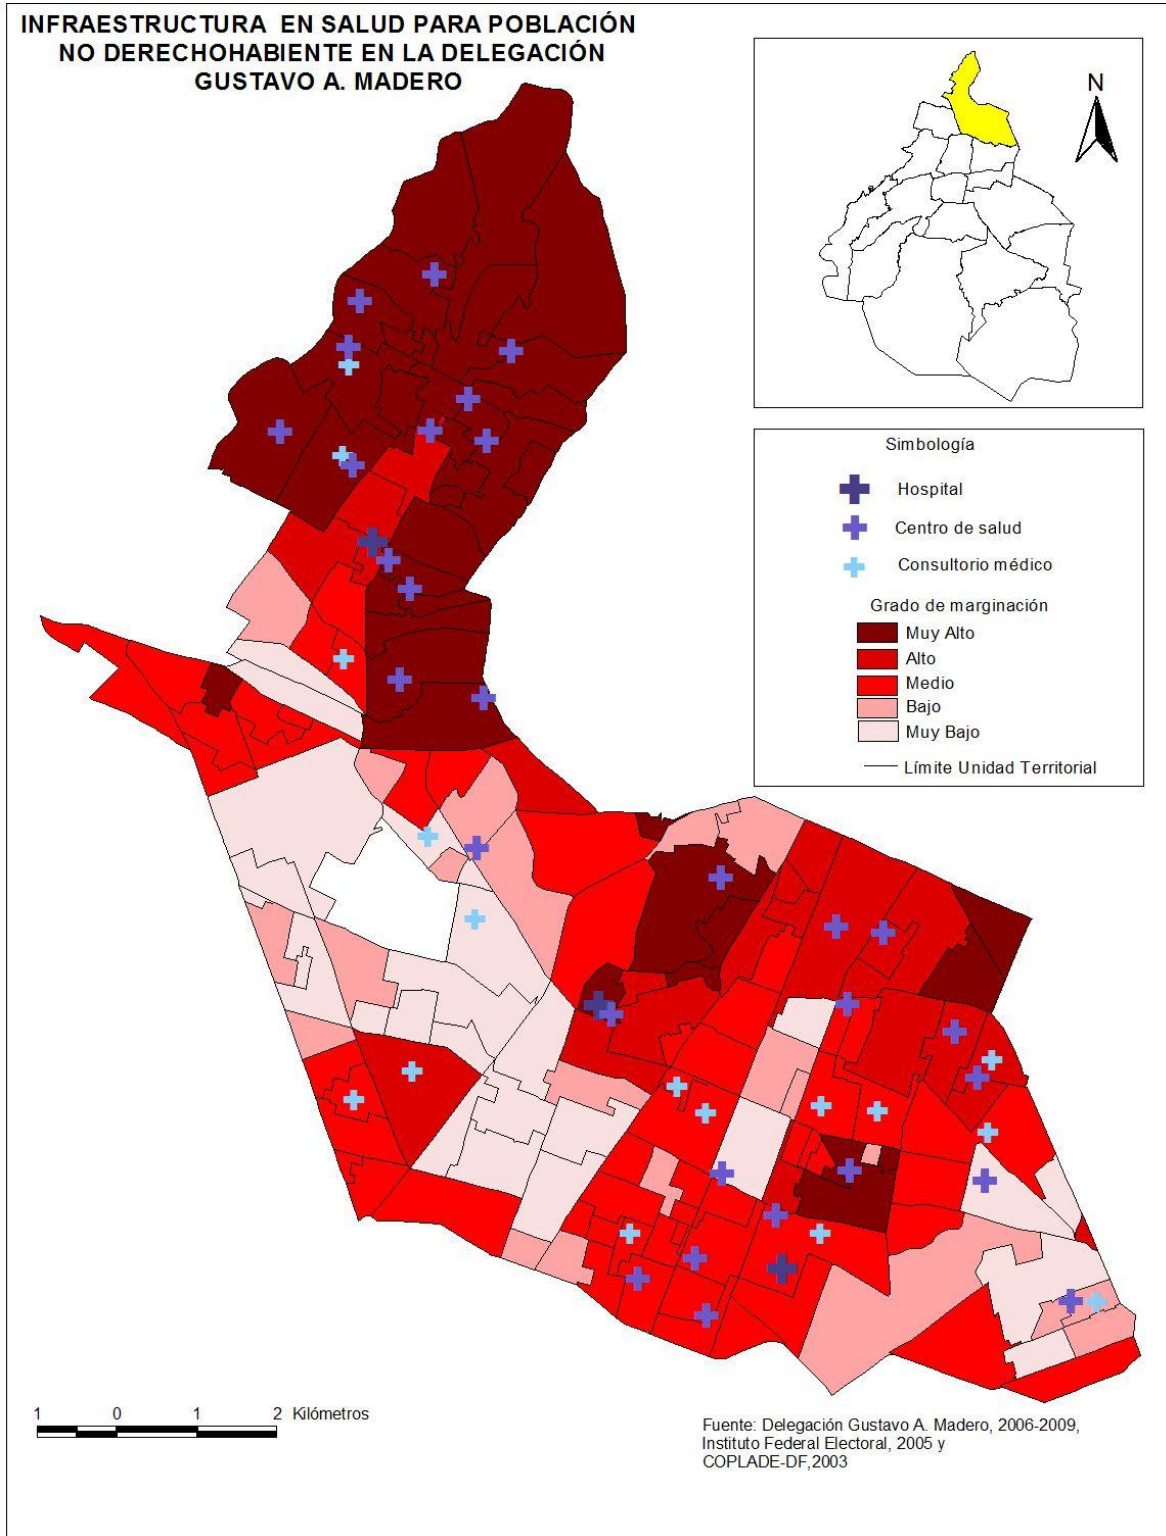 INFRAESTRUCTURA EN SALUD PARA POBLACIÓN
NO DERECHOHABIENTE EN LA DELEGACIÓN
GUSTAVO A. MADERO
N
Simbología
Hospital
Centro de salud
Consultorio médico
Grado de marginación
Muy Alto
Alto
Medio
Bajo
Muy Bajo
Límite Unidad Territorial
1 0 1 2 Kilómetros
Fuente: Delegación Gustavo A. Madero, 2006-2009,
Instituto Federal Electoral, 2005 y
COPLADE-DF,2003